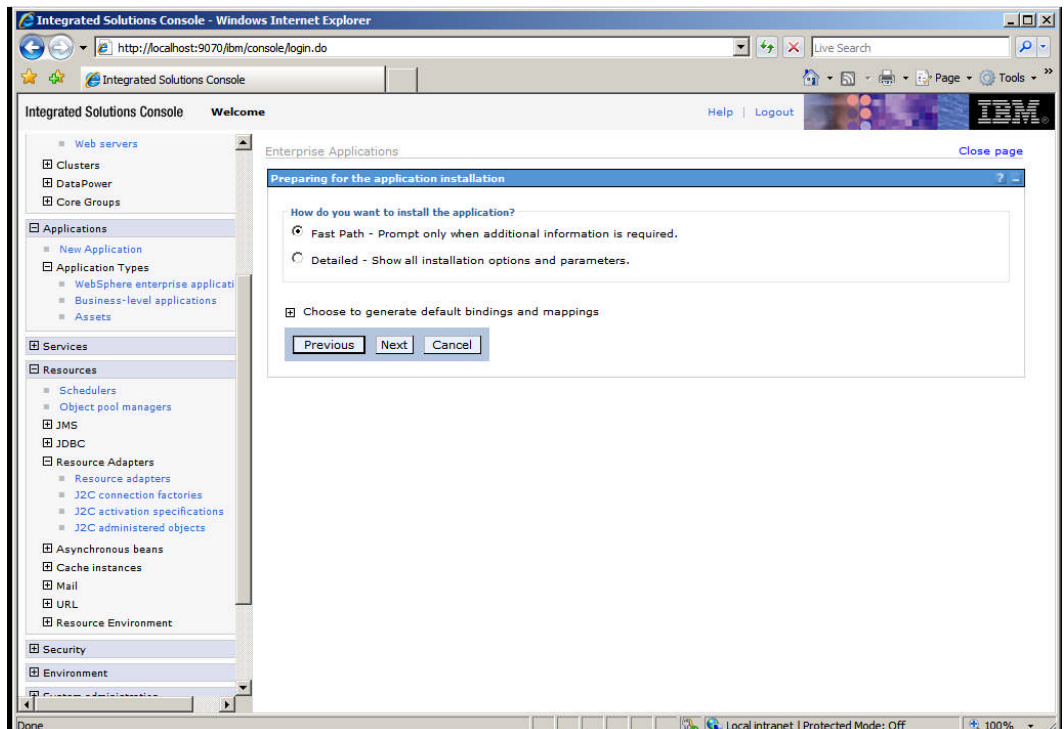 Integrated Solutions Console - Windows Internet Explorer
http://localhost:9070/ibm/console/login.do
Live Search
Integrated Solutions Console
Page
Tools
»
Integrated Solutions Console Welcome
Help | Logout
IBM.
Web servers
Clusters
DataPower
Core Groups
Applications
New Application
Application Types
WebSphere enterprise applicati
Business-level applications
Assets
Services
Resources
Schedulers
Object pool managers
JMS
JDBC
Resource Adapters
Resource adapters
J2C connection factories
J2C activation specifications
J2C administered objects
Asynchronous beans
Cache instances
Mail
URL
Resource Environment
Security
Environment
System administration
Enterprise Applications
Close page
Preparing for the application installation
? –
How do you want to install the application?
Fast Path - Prompt only when additional information is required.
Detailed - Show all installation options and parameters.
Choose to generate default bindings and mappings
Previous Next Cancel
Done
Local intranet | Protected Mode: Off
100%